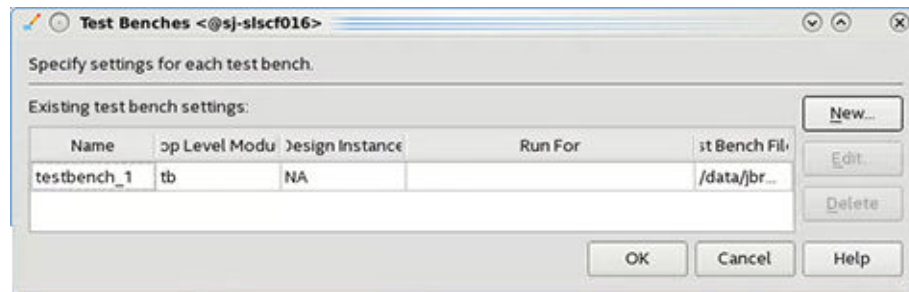 Test Benches <@sj-slscf016>
Specify settings for each test bench.
Existing test bench settings:
New...
Name op Level Modu Design Instance Run For st Bench Fil
Edit...
testbench_1 tb NA /data/jbr...
Delete
OK Cancel Help